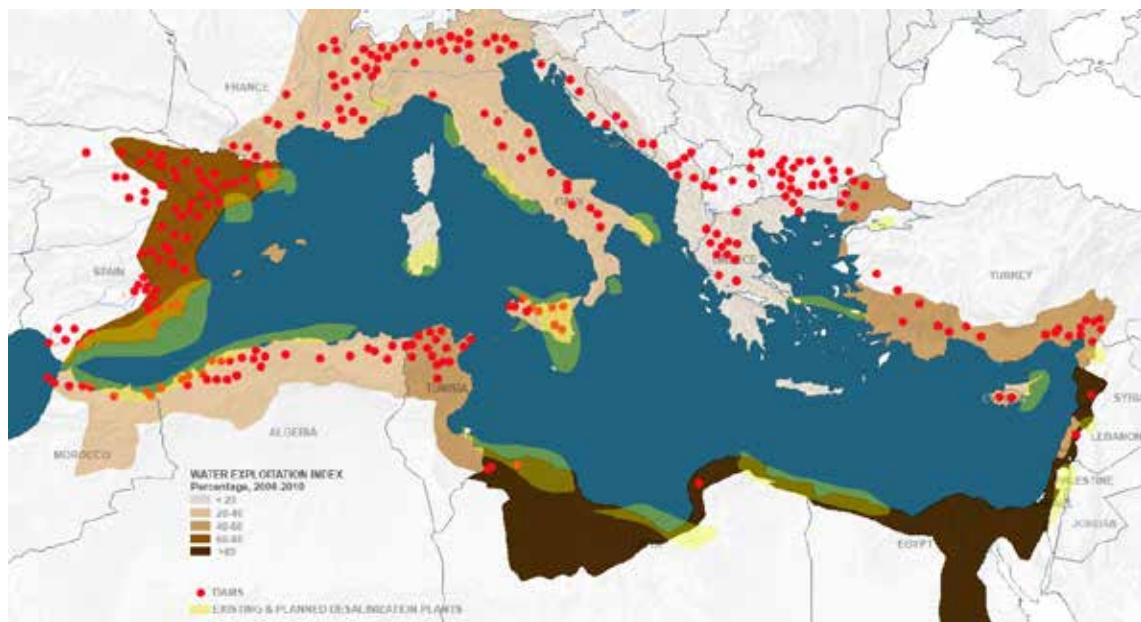 FRANCE
ITALY
SPAIN
GREECE
TURKEY
TUNISIA
SYRIA
LEBANON
ALGERIA
MOROCCO
PALESTINE
JORDAN
EGYPT
WATER EXPLOITATION INDEX
Percentage, 2000-2010
< 20
20-40
40-60
60-80
>80
DAMS
EXISTING & PLANNED DESALINIZATION PLANTS